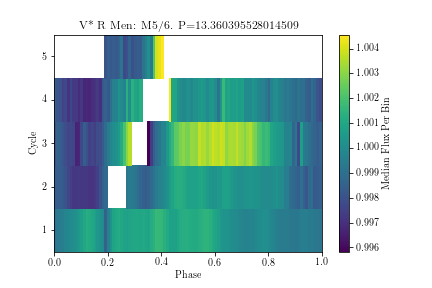 V* R Men: M5/6. P=13.360395528014509
5
4
3
2
1
Cycle
0.0 0.2 0.4 0.6 0.8 1.0
Phase
1.004
1.003
1.002
1.001
1.000
0.999
0.998
0.997
0.996
Median Flux Per Bin